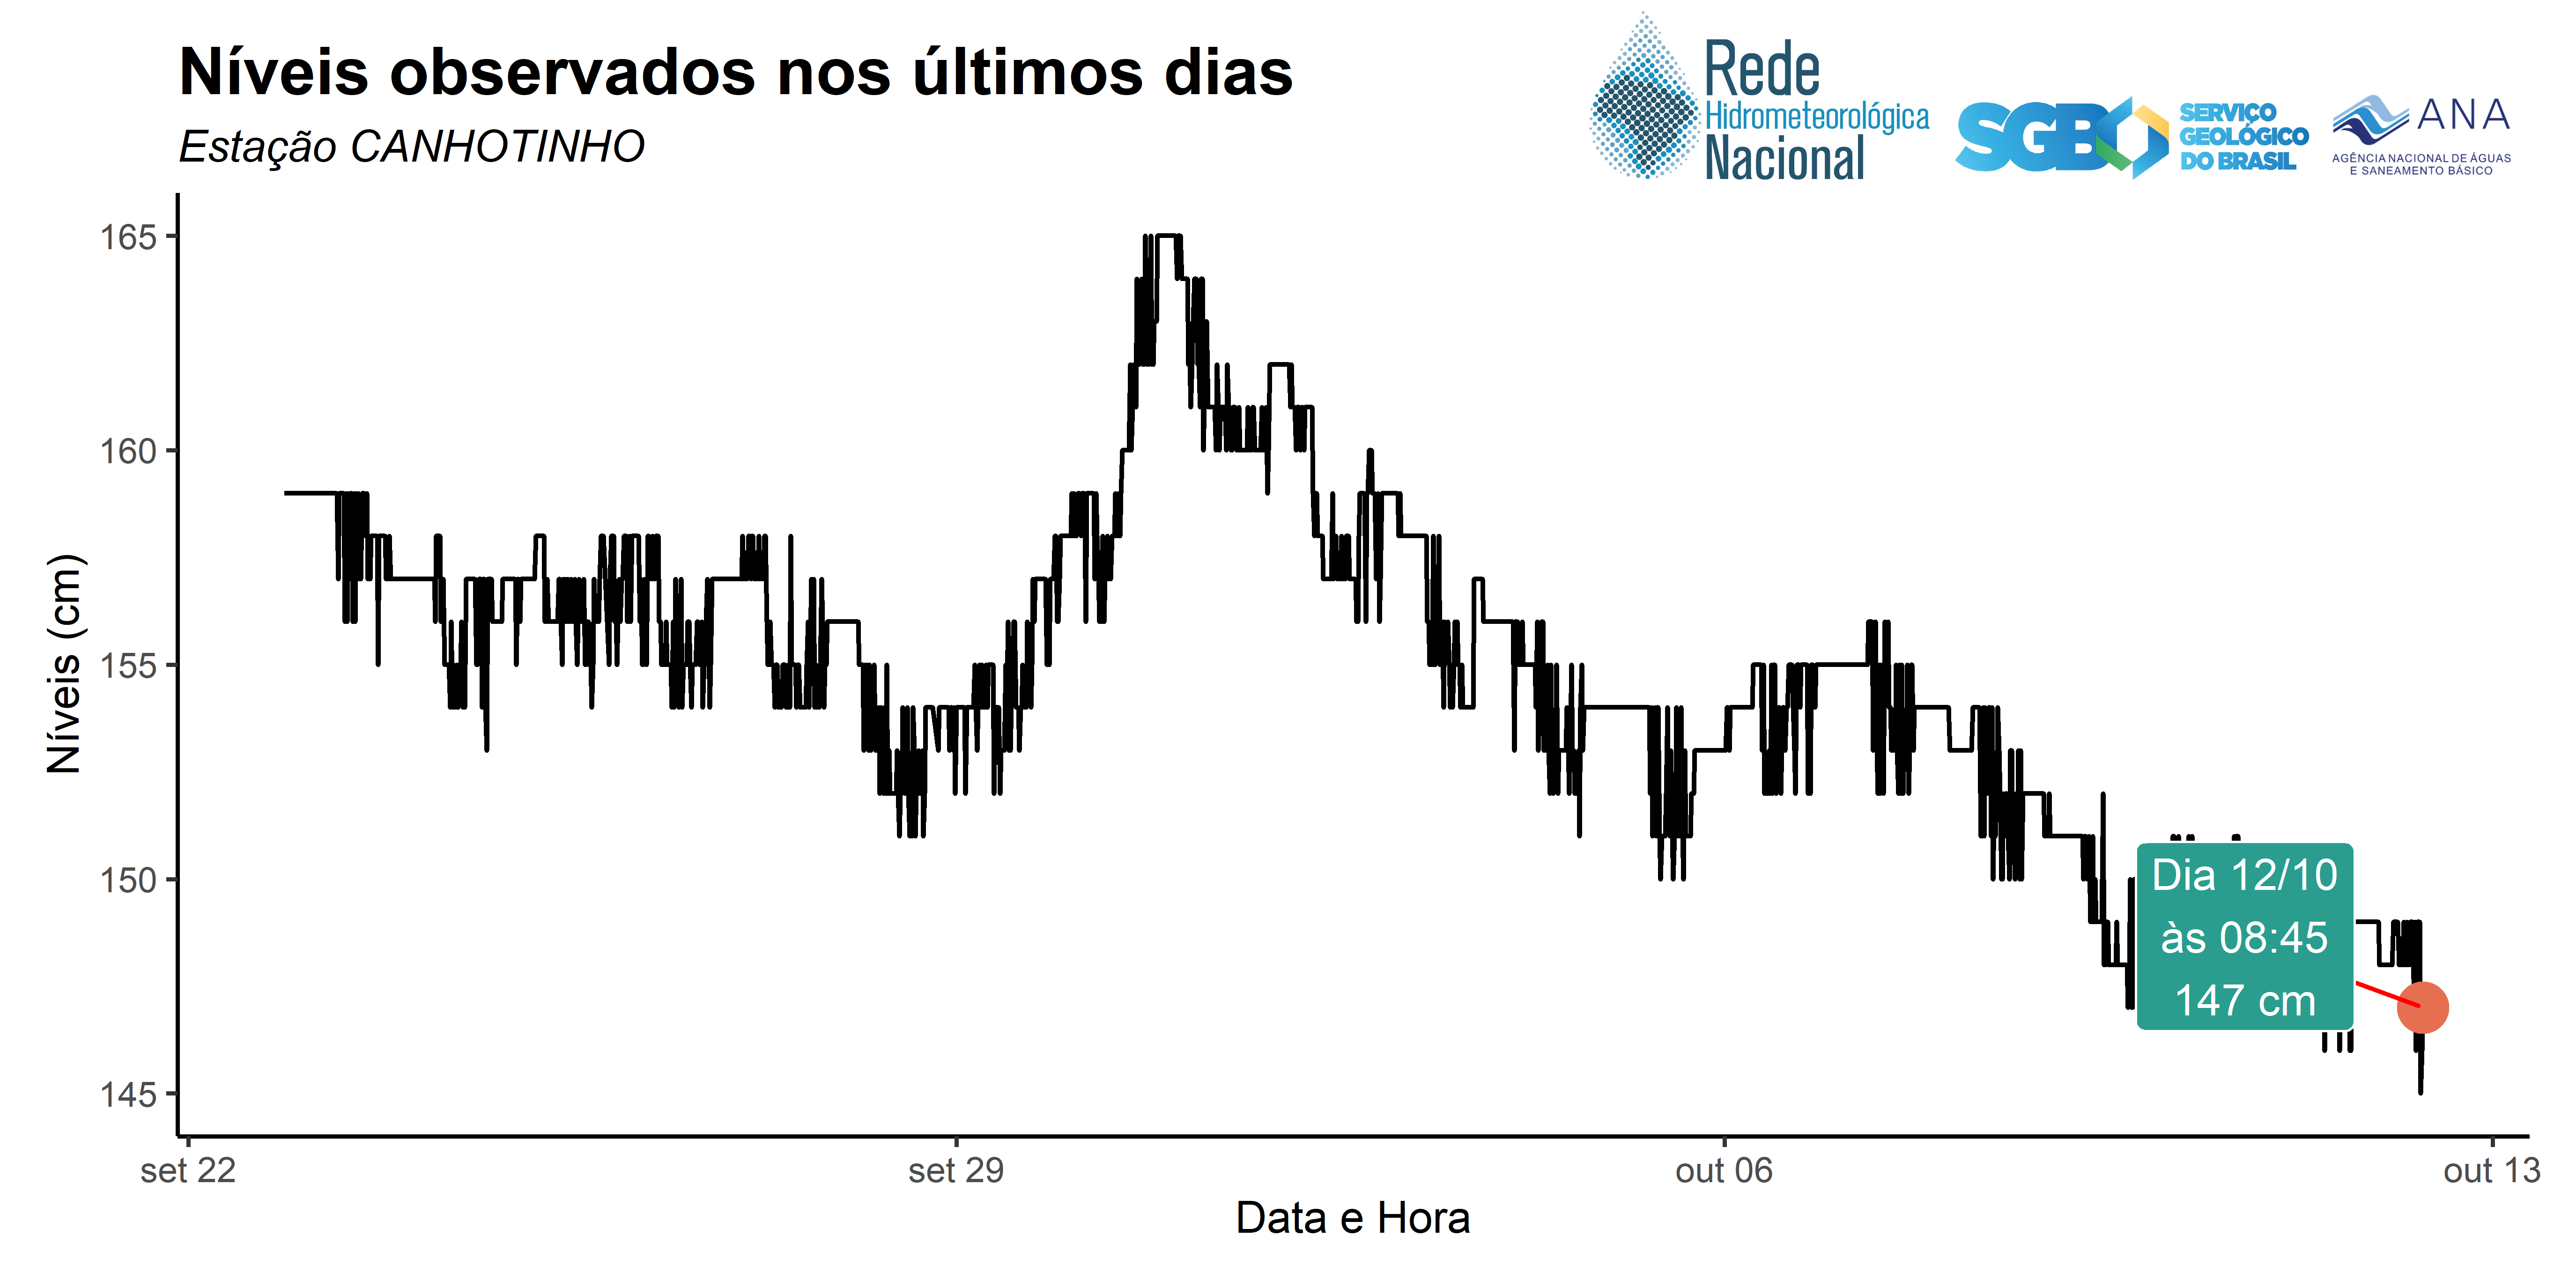 Níveis observados nos últimos dias
Estação CANHOTINHO
Rede
Hidrometeorológica
Nacional
SGB
SERVIÇO
GEOLÓGICO
DO BRASIL
ANA
AGÊNCIA NACIONAL DE ÁGUAS
E SANEAMENTO BÁSICO
Níveis (cm)
165
160
155
150
145
Dia 12/10
às 08:45
147 cm
set 22
set 29
out 06
out 13
Data e Hora